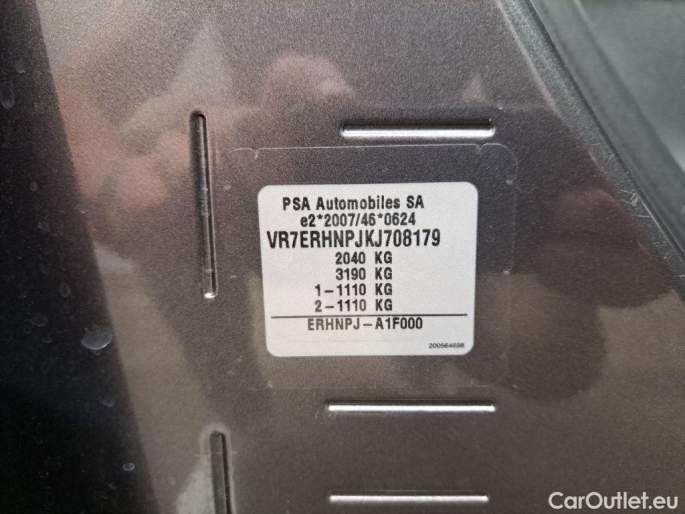 PSA Automobiles SA
e2*2007/46*0624
VR7ERHNPJKJ708179
2040 KG
3190 KG
1-1110 KG
2-1110 KG
ERHNPJ-A1F000
200564698
CarOutlet.eu